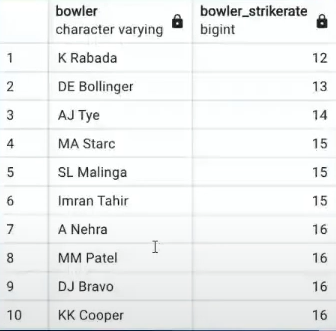 bowler
character varying
bowler_strikerate
bigint
1 K Rabada 12
2 DE Bollinger 13
3 AJ Tye 14
4 MA Starc 15
5 SL Malinga 15
6 Imran Tahir 15
7 A Nehra 16
8 MM Patel 16
9 DJ Bravo 16
10 KK Cooper 16